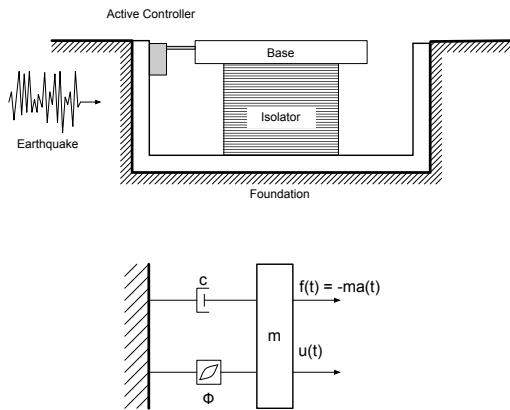 Active Controller
Base
Isolator
Earthquake
Foundation
c
f(t) = -ma(t)
m
u(t)
Φ